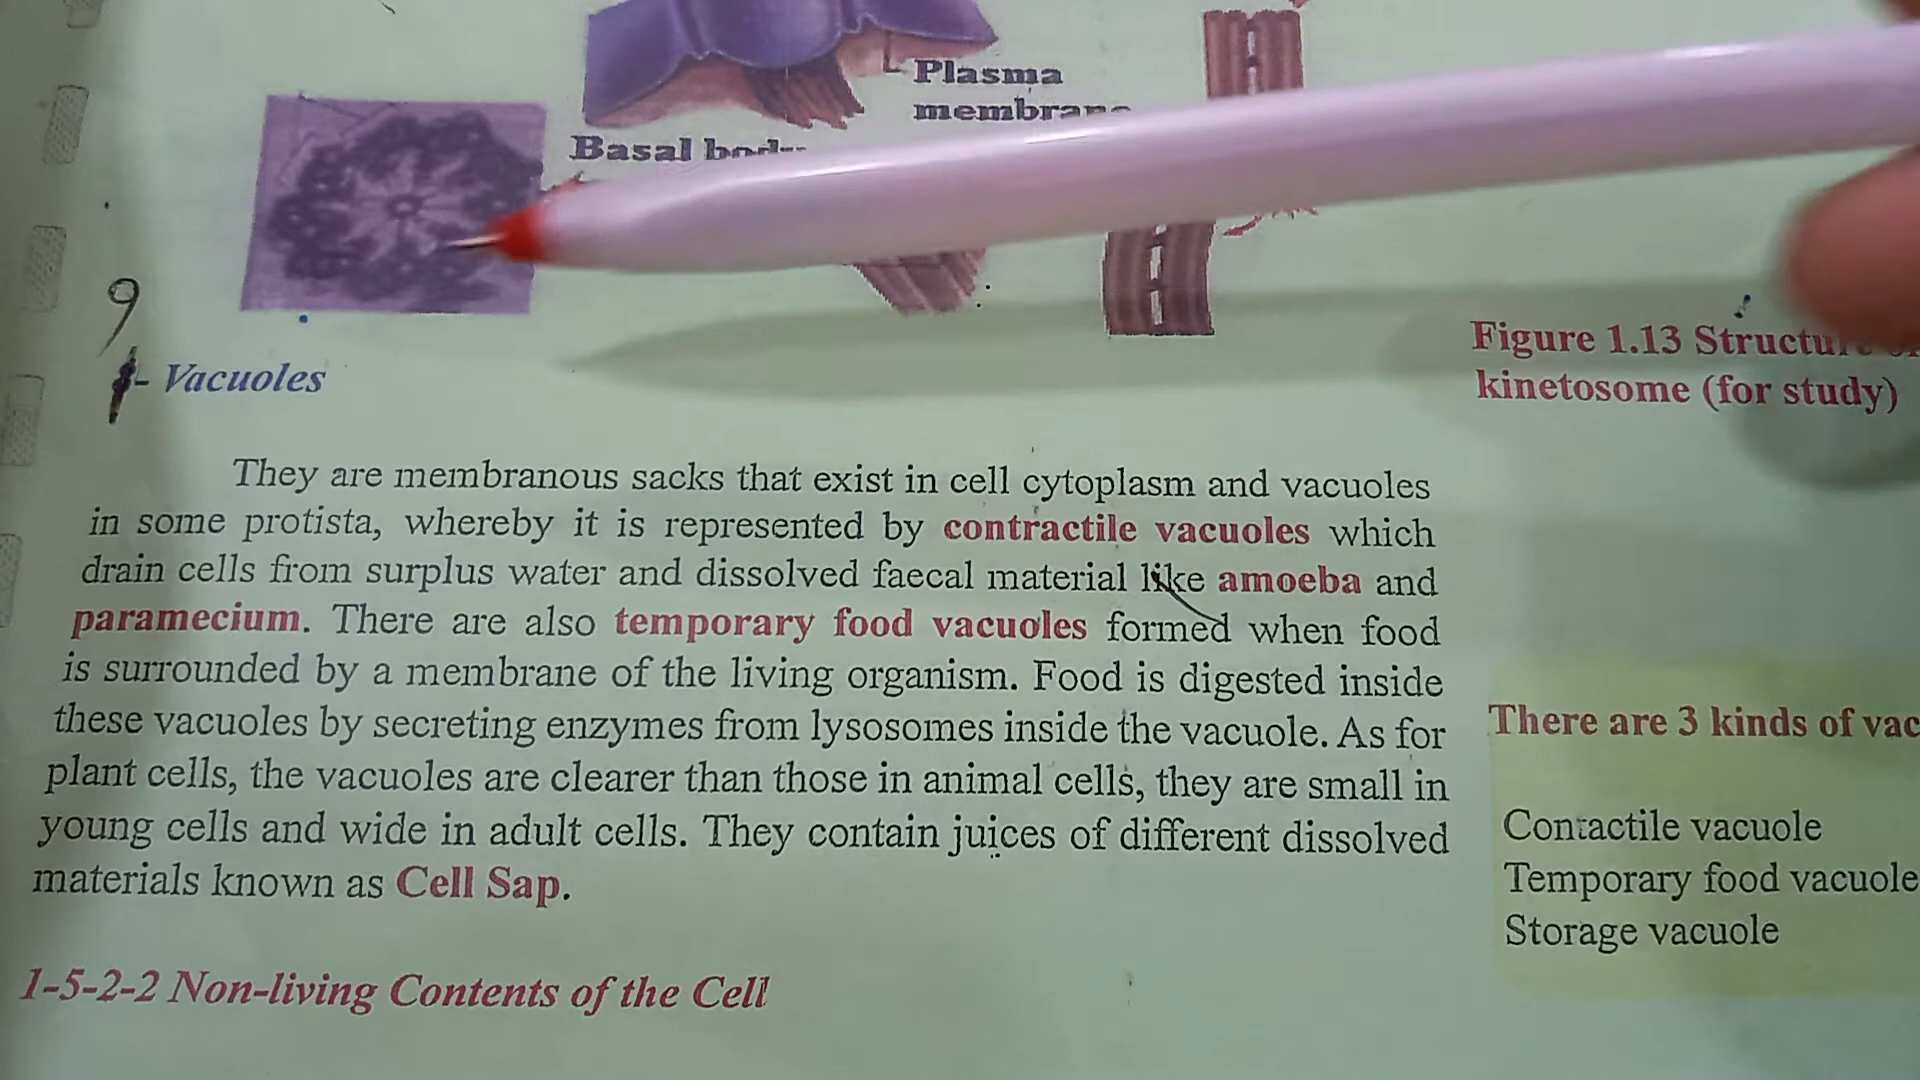 Plasma
Basal
9
- Vacuoles
Figure 1.13
kinetosome (for study)
They are membranous sacks that exist in cell cytoplasm and vacuoles
in some protista, whereby it is represented by contractile vacuoles which
drain cells from surplus water and dissolved faecal material like amoeba and
paramecium. There are also temporary food vacuoles formed when food
is surrounded by a membrane of the living organism. Food is digested inside
these vacuoles by secreting enzymes from lysosomes inside the vacuole. As for
plant cells, the vacuoles are clearer than those in animal cells, they are small in
young cells and wide in adult cells. They contain juices of different dissolved
materials known as Cell Sap.
There are 3 kinds of vac
Contactile vacuole
Temporary food vacuole
Storage vacuole
1-5-2-2 Non-living Contents of the Cell